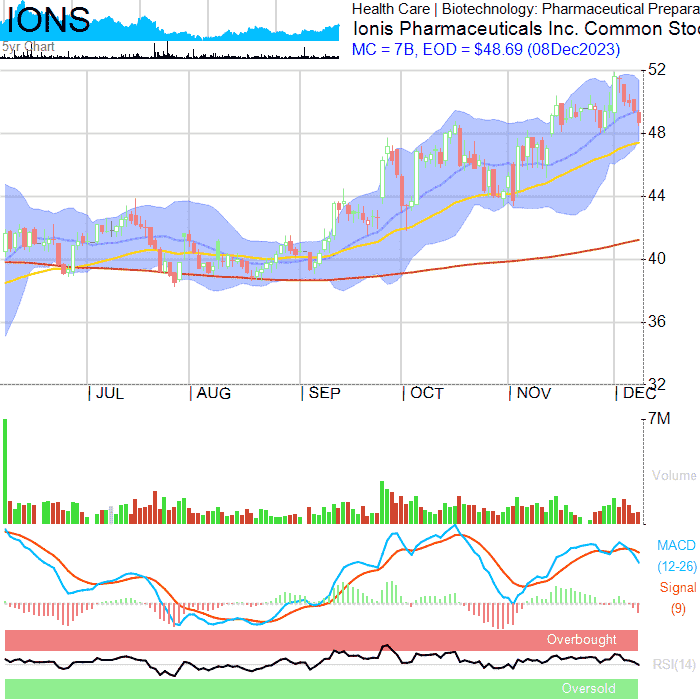 IONS
5yr Chart
Health Care | Biotechnology: Pharmaceutical Prepara
Ionis Pharmaceuticals Inc. Common Stoc
MC = 7B, EOD = $48.69 (08Dec2023)
52
48
44
40
36
32
JUL AUG SEP OCT NOV DEC
7M
Volume
MACD
(12-26)
Signal
(9)
Overbought
RSI(14)
Oversold